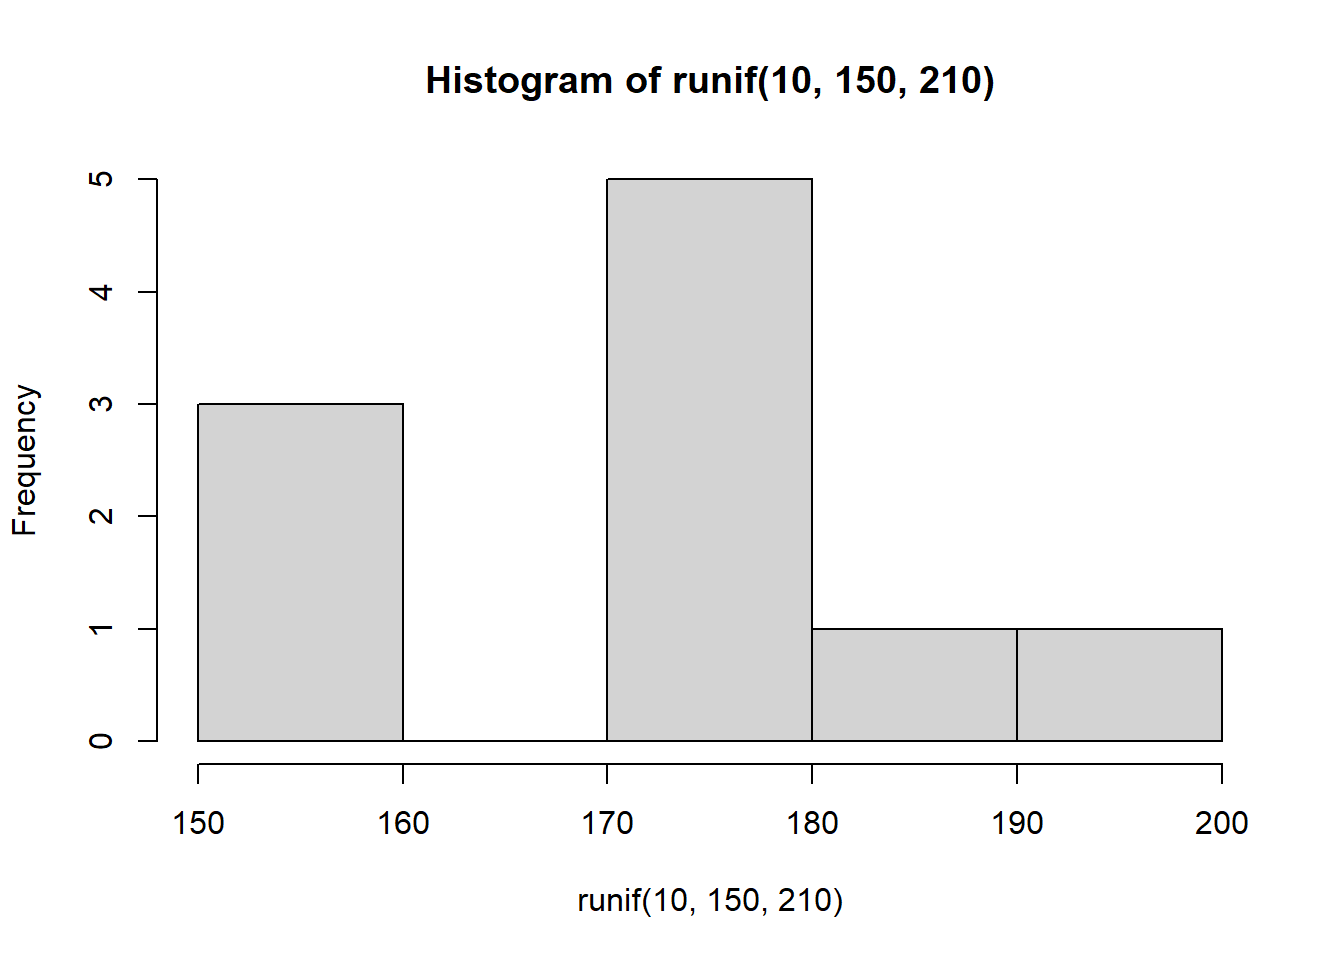 Histogram of runif(10, 150, 210)
Frequency
5
4
3
2
1
0
150 160 170 180 190 200
runif(10, 150, 210)